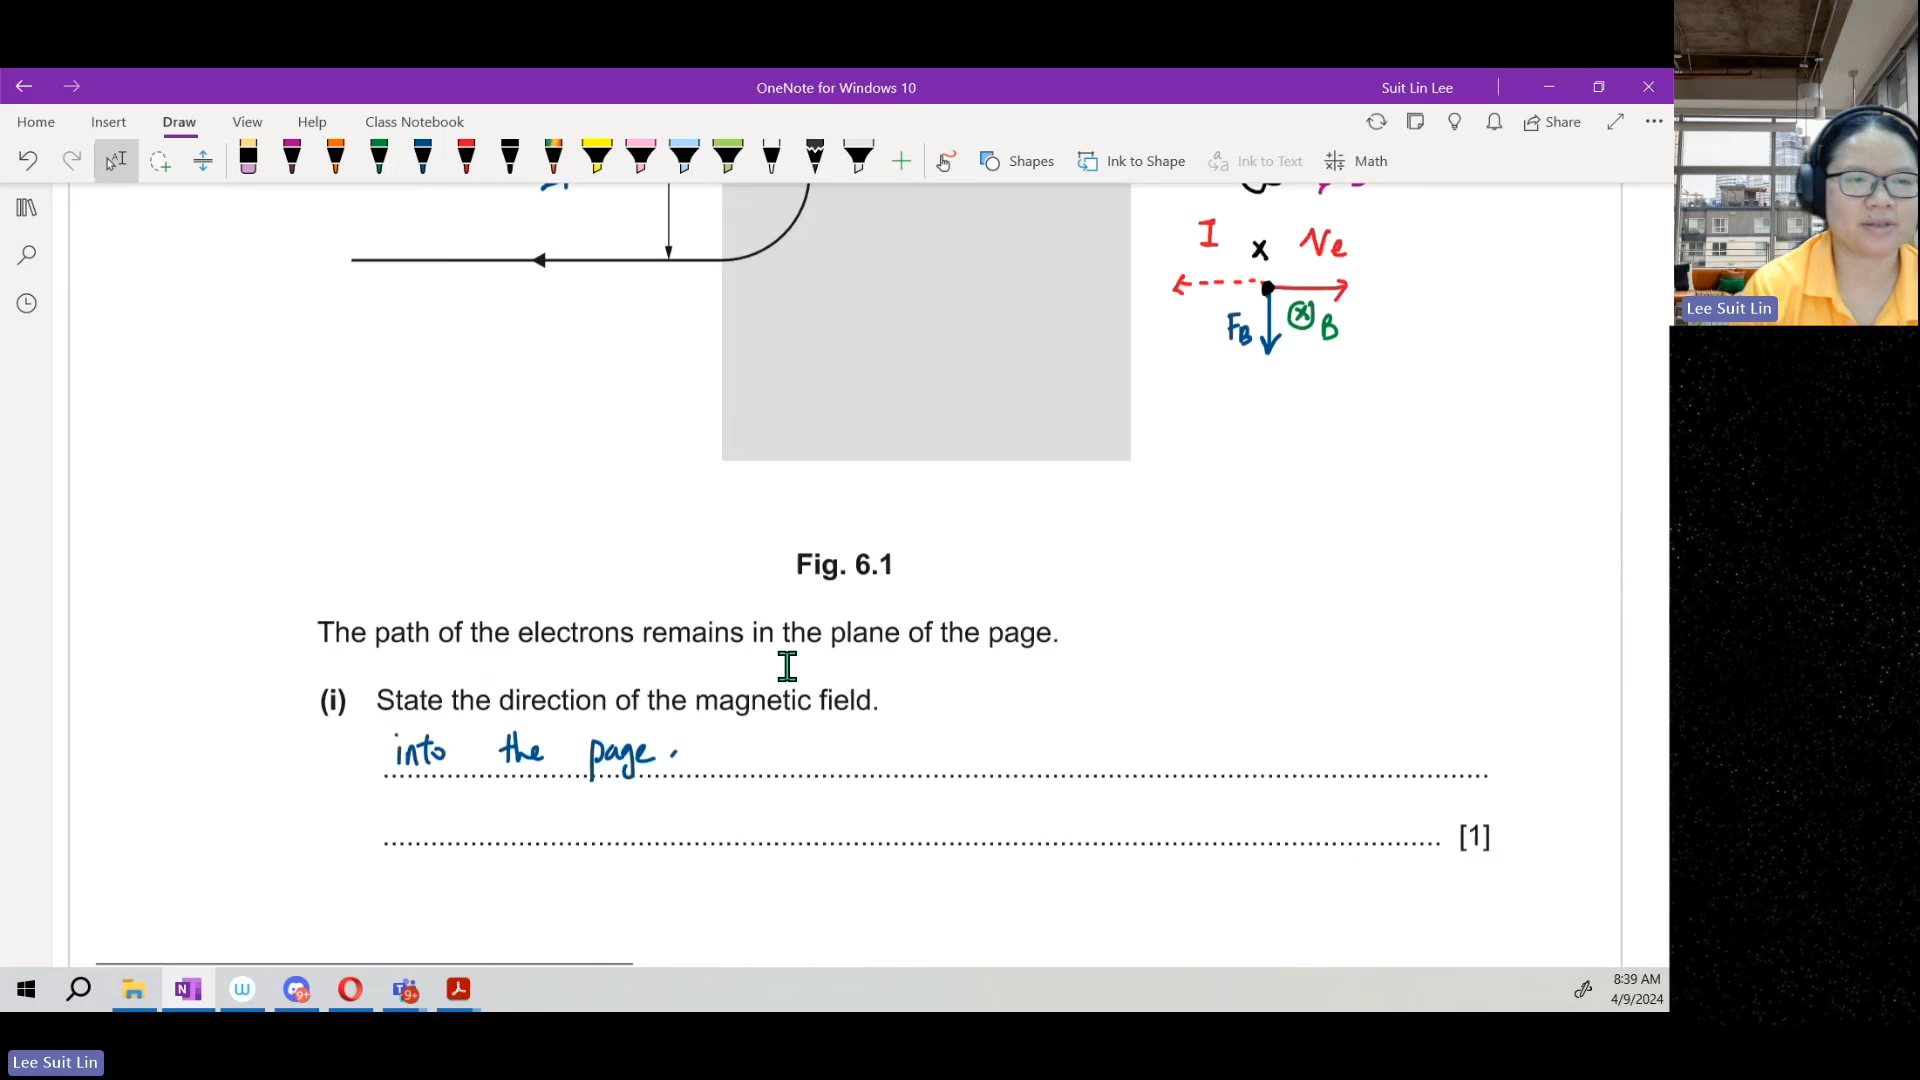 OneNote for Windows 10
Suit Lin Lee
Home Insert Draw View Help Class Notebook
Share
Shapes Ink to Shape Ink to Text Math
I x Ve
FB ⊗ B
Lee Suit Lin
Fig. 6.1
The path of the electrons remains in the plane of the page.
(i) State the direction of the magnetic field.
into the page.
[1]
8:39 AM
4/9/2024
Lee Suit Lin